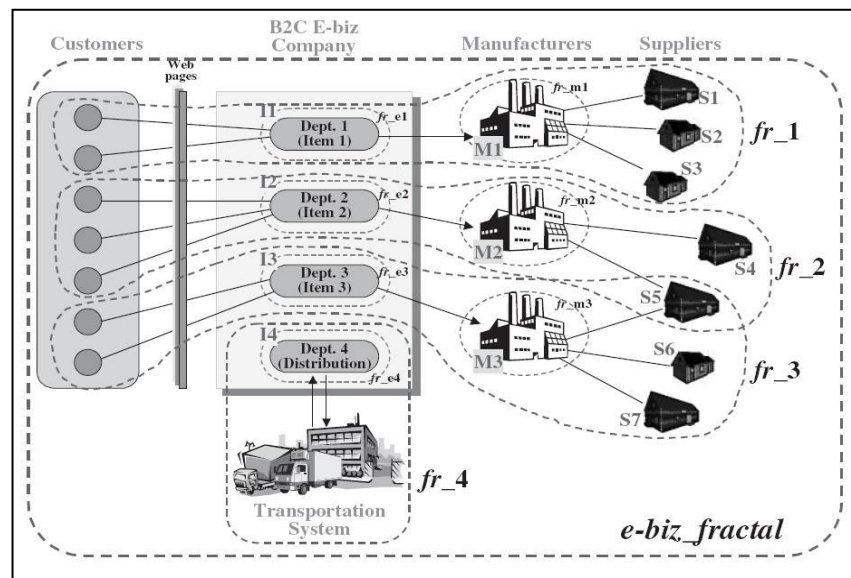 Customers
Web
pages
B2C E-biz
Company
Manufacturers
Suppliers
I1
fr_e1
Dept. 1
(Item 1)
fr_m1
M1
S1
S2
S3
fr_1
I2
fr_e2
Dept. 2
(Item 2)
fr_m2
M2
S4
fr_2
I3
fr_e3
Dept. 3
(Item 3)
fr_m3
M3
S5
S6
S7
fr_3
I4
Dept. 4
(Distribution)
fr_e4
fr_4
Transportation
System
e-biz_fractal